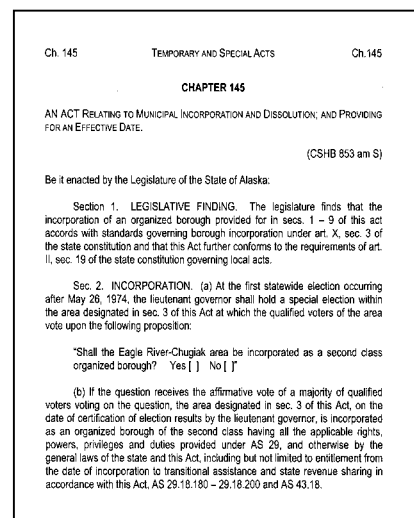 Ch. 145 TEMPORARY AND SPECIAL ACTS Ch.145
CHAPTER 145
AN ACT RELATING TO MUNICIPAL INCORPORATION AND DISSOLUTION; AND PROVIDING
FOR AN EFFECTIVE DATE.
(CSHB 853 am S)
Be it enacted by the Legislature of the State of Alaska:
Section 1. LEGISLATIVE FINDING. The legislature finds that the
incorporation of an organized borough provided for in secs. 1 – 9 of this act
accords with standards governing borough incorporation under art. X, sec. 3 of
the state constitution and that this Act further conforms to the requirements of art.
II, sec. 19 of the state constitution governing local acts.
Sec. 2. INCORPORATION. (a) At the first statewide election occurring
after May 26, 1974, the lieutenant governor shall hold a special election within
the area designated in sec. 3 of this Act at which the qualified voters of the area
vote upon the following proposition:
"Shall the Eagle River-Chugiak area be incorporated as a second class
organized borough? Yes [ ] No [ ]"
(b) If the question receives the affirmative vote of a majority of qualified
voters voting on the question, the area designated in sec. 3 of this Act, on the
date of certification of election results by the lieutenant governor, is incorporated
as an organized borough of the second class having all the applicable rights,
powers, privileges and duties provided under AS 29, and otherwise by the
general laws of the state and this Act, including but not limited to entitlement from
the date of incorporation to transitional assistance and state revenue sharing in
accordance with this Act, AS 29.18.180 – 29.18.200 and AS 43.18.